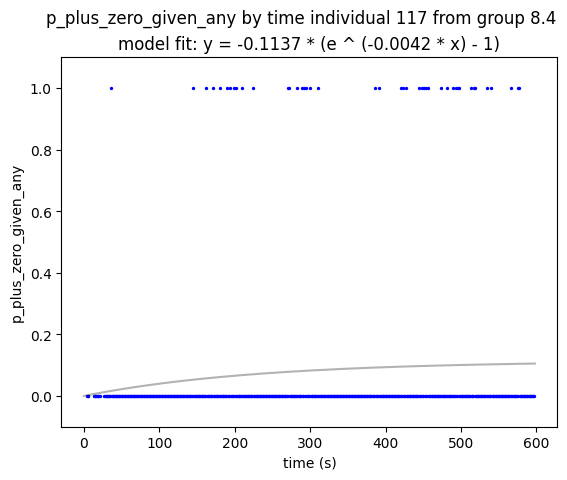 p_plus_zero_given_any by time individual 117 from group 8.4
model fit: y = -0.1137 * (e ^ (-0.0042 * x) - 1)
1.0
0.8
0.6
0.4
0.2
0.0
p_plus_zero_given_any
0 100 200 300 400 500 600
time (s)